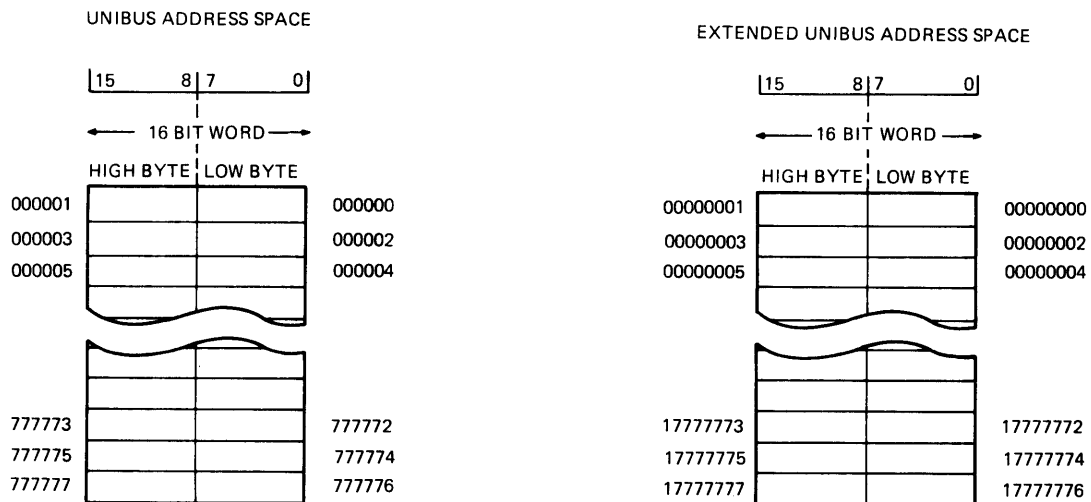 UNIBUS ADDRESS SPACE
15 8 7 0
16 BIT WORD
HIGH BYTE LOW BYTE
000001 000000
000003 000002
000005 000004
777773 777772
777775 777774
777777 777776
EXTENDED UNIBUS ADDRESS SPACE
15 8 7 0
16 BIT WORD
HIGH BYTE LOW BYTE
00000001 00000000
00000003 00000002
00000005 00000004
17777773 17777772
17777775 17777774
17777777 17777776